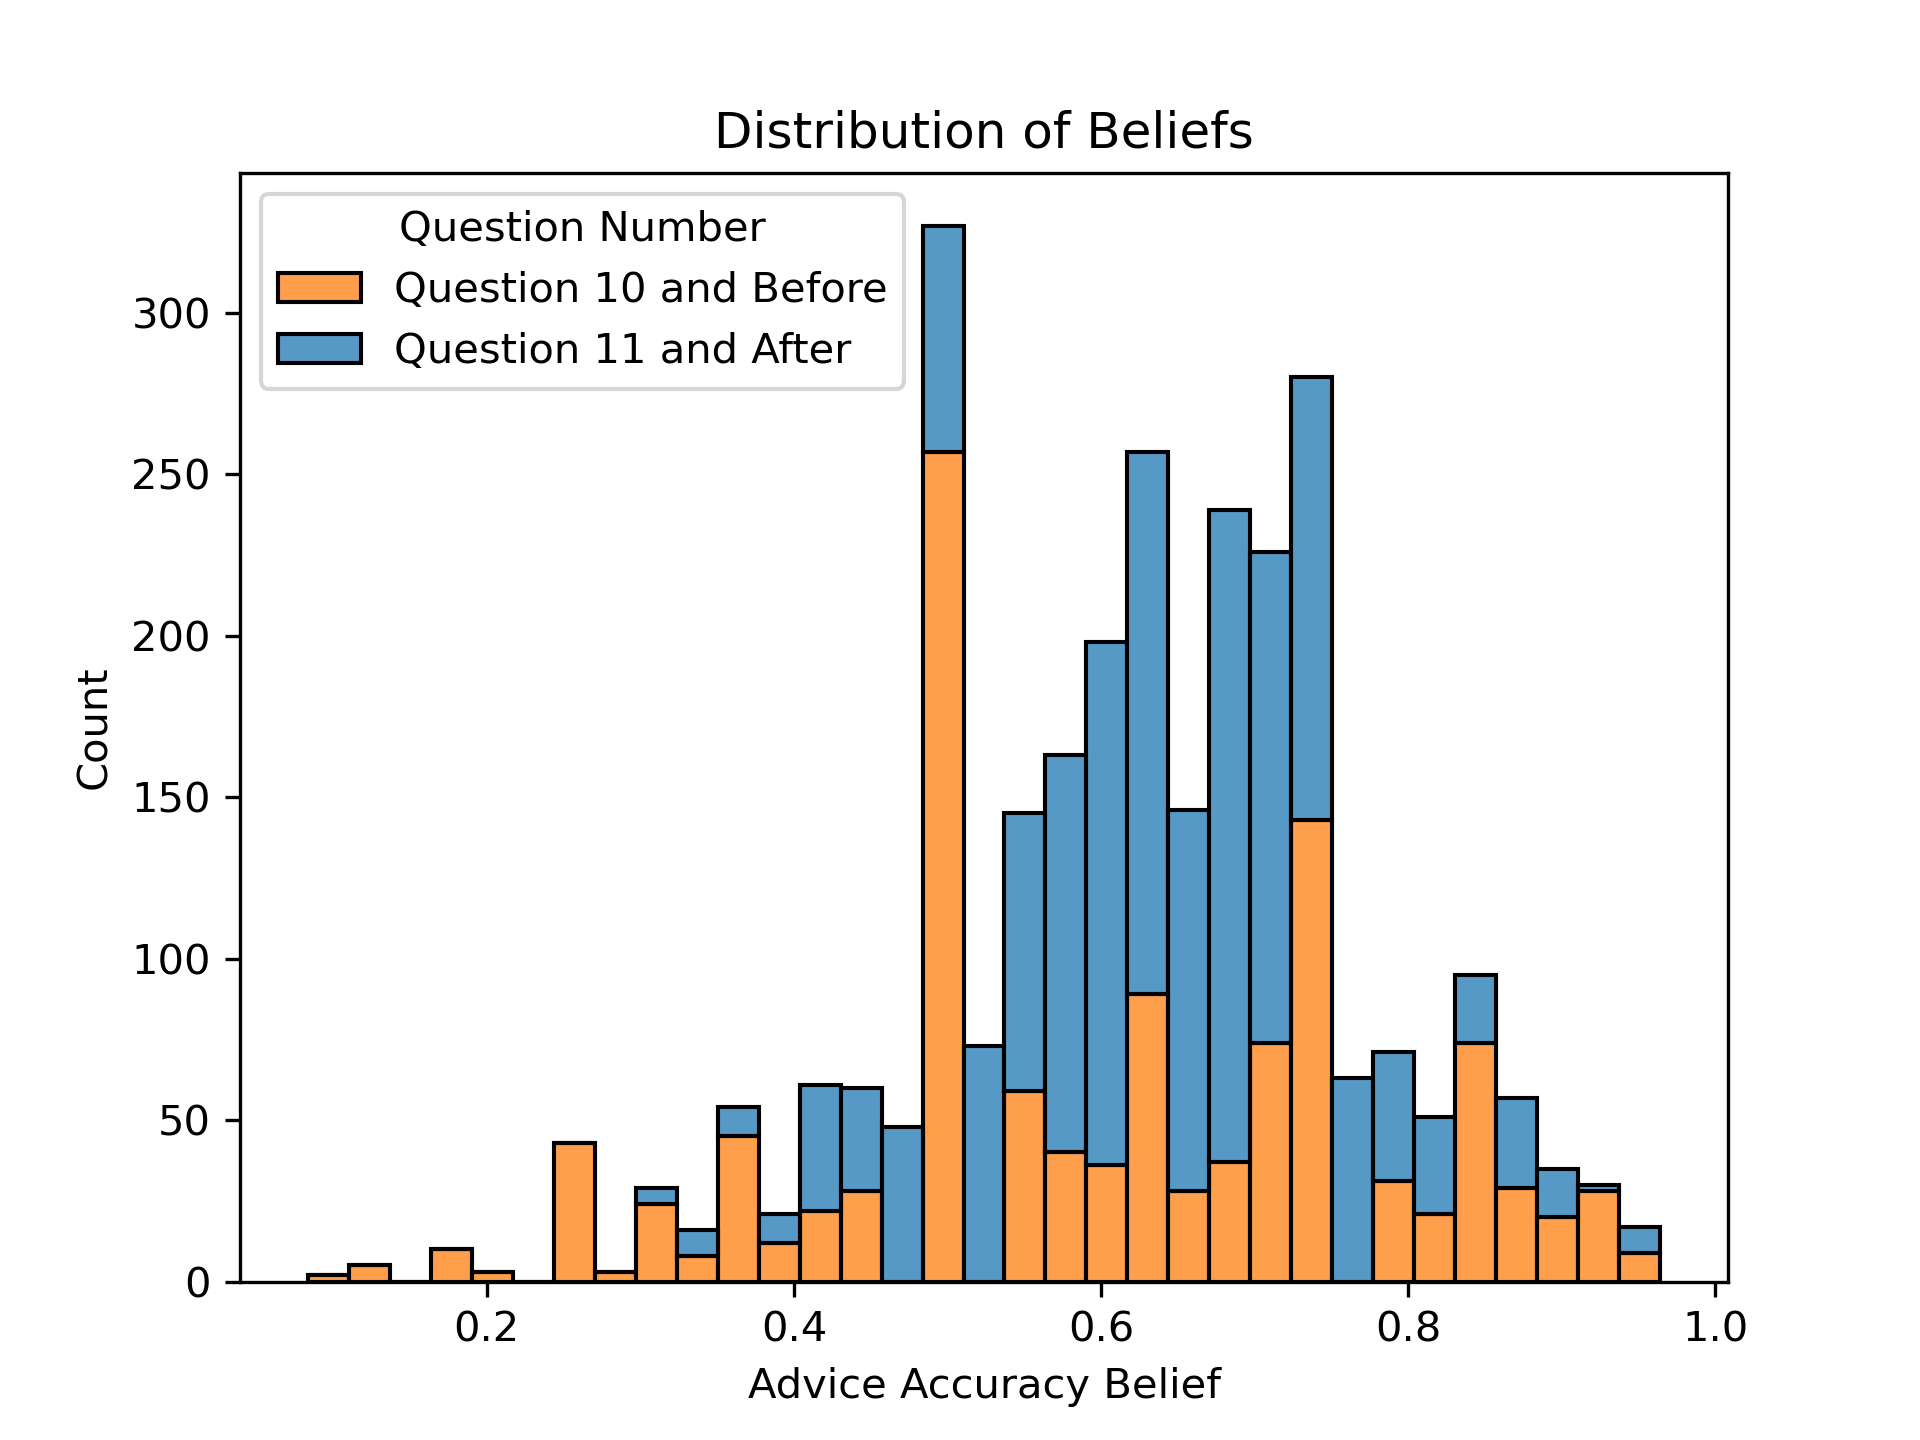 Distribution of Beliefs
Question Number
Question 10 and Before
Question 11 and After
300
250
200
150
100
50
0
Count
0.2 0.4 0.6 0.8 1.0
Advice Accuracy Belief